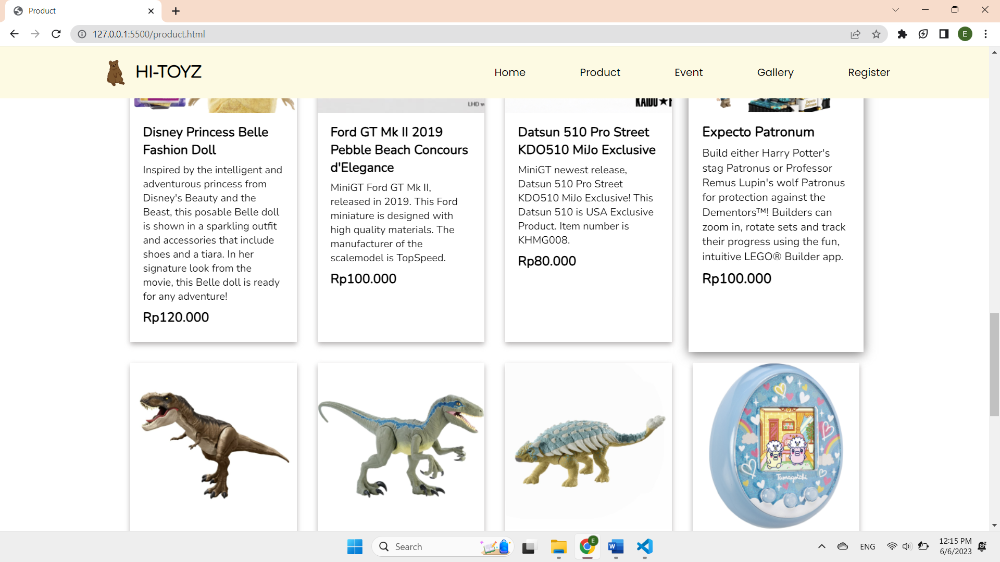 Product
127.0.0.1:5500/product.html
E
HI-TOYZ
Home
Product
Event
Gallery
Register
LHD
KAIDO★
Expecto
Patronum
Disney Princess Belle
Fashion Doll
Inspired by the intelligent and
adventurous princess from
Disney's Beauty and the
Beast, this posable Belle doll
is shown in a sparkling outfit
and accessories that include
shoes and a tiara. In her
signature look from the
movie, this Belle doll is ready
for any adventure!
Rp120.000
Ford GT Mk II 2019
Pebble Beach Concours
d'Elegance
MiniGT Ford GT Mk II,
released in 2019. This Ford
miniature is designed with
high quality materials. The
manufacturer of the
scalemodel is TopSpeed.
Rp100.000
Datsun 510 Pro Street
KDO510 MiJo Exclusive
MiniGT newest release,
Datsun 510 Pro Street
KDO510 MiJo Exclusive! This
Datsun 510 is USA Exclusive
Product. Item number is
KHMG008.
Rp80.000
Expecto Patronum
Build either Harry Potter's
stag Patronus or Professor
Remus Lupin's wolf Patronus
for protection against the
Dementors™! Builders can
zoom in, rotate sets and track
their progress using the fun,
intuitive LEGO® Builder app.
Rp100.000
Tamagotchi
Search
E
W
ENG
12:15 PM
6/6/2023